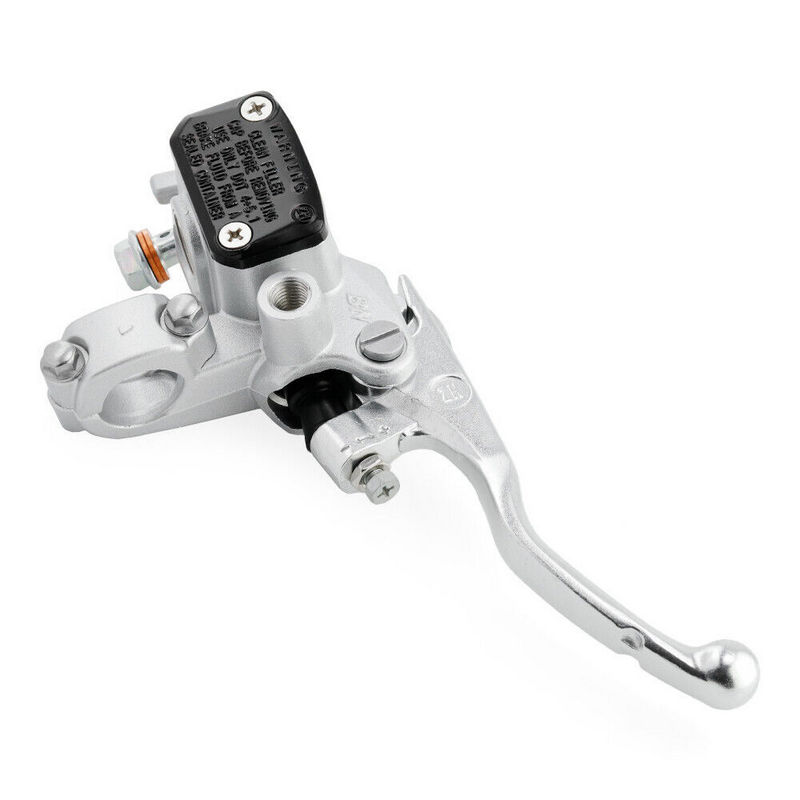 WARNING
CLEAN FILLER
CAP BEFORE REMOVING
USE ONLY DOT 4+5.1
BRAKE FLUID FROM A
SEALED CONTAINER
- +